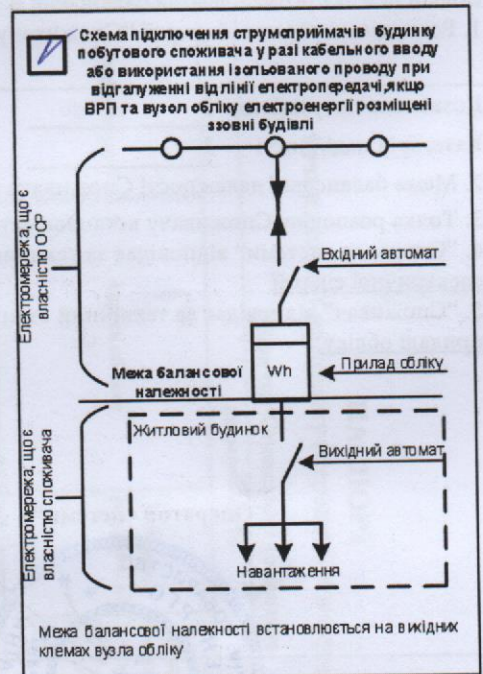 Схема підключення струмоприймачів будинку
побутового споживача у разі кабельного вводу
або використання ізольованого проводу при
відгалуженні від лінії електропередачі,якщо
ВРП та вузол обліку електроенергії розміщені
ззовні будівлі
Електромережа, що є
власністю ОСР
Вхідний автомат
Wh
Прилад обліку
Межа балансової
належності
Електромережа, що є
власністю споживача
Житловий будинок
Вихідний автомат
Навантаження
Межа балансової належності встановлюється на вихідних
клемах вузла обліку